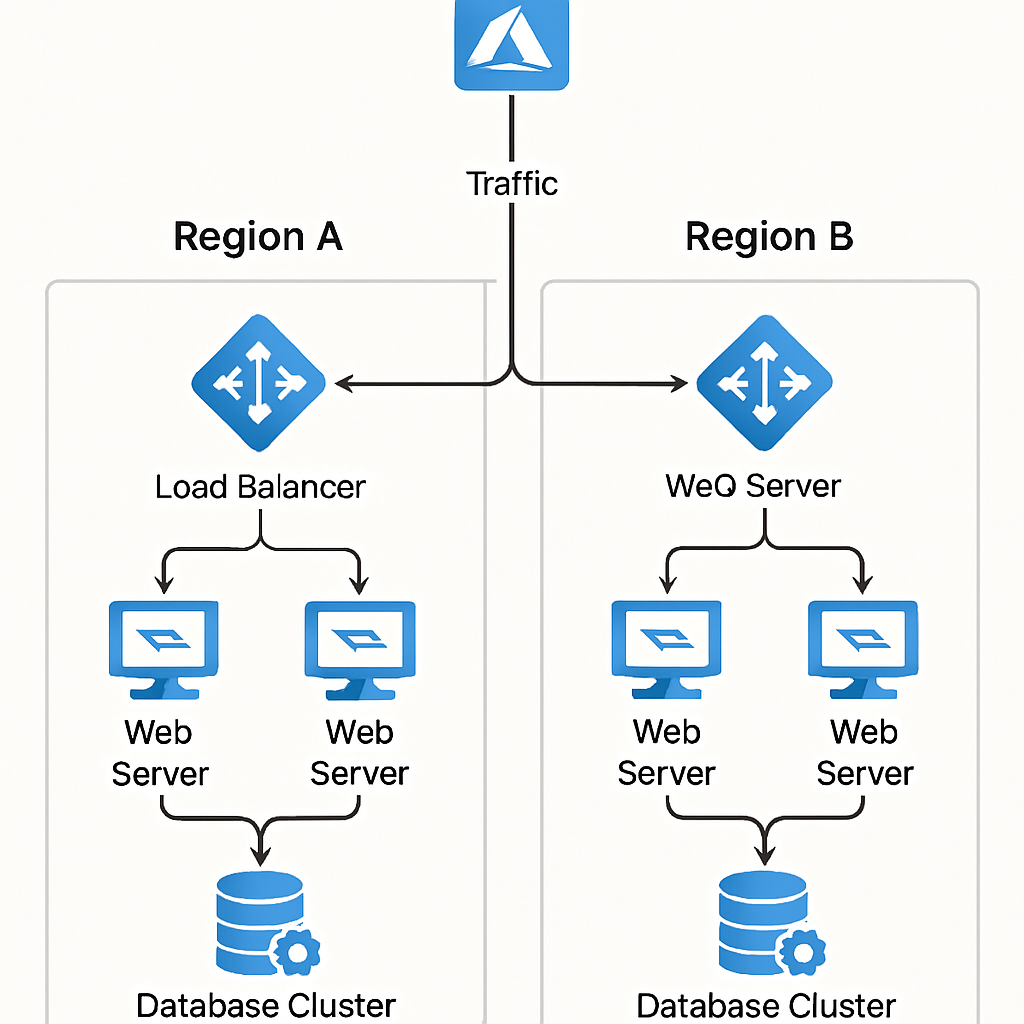 Traffic
Region A
Region B
Load Balancer
WeQ Server
Web
Server
Web
Server
Web
Server
Web
Server
Database Cluster
Database Cluster